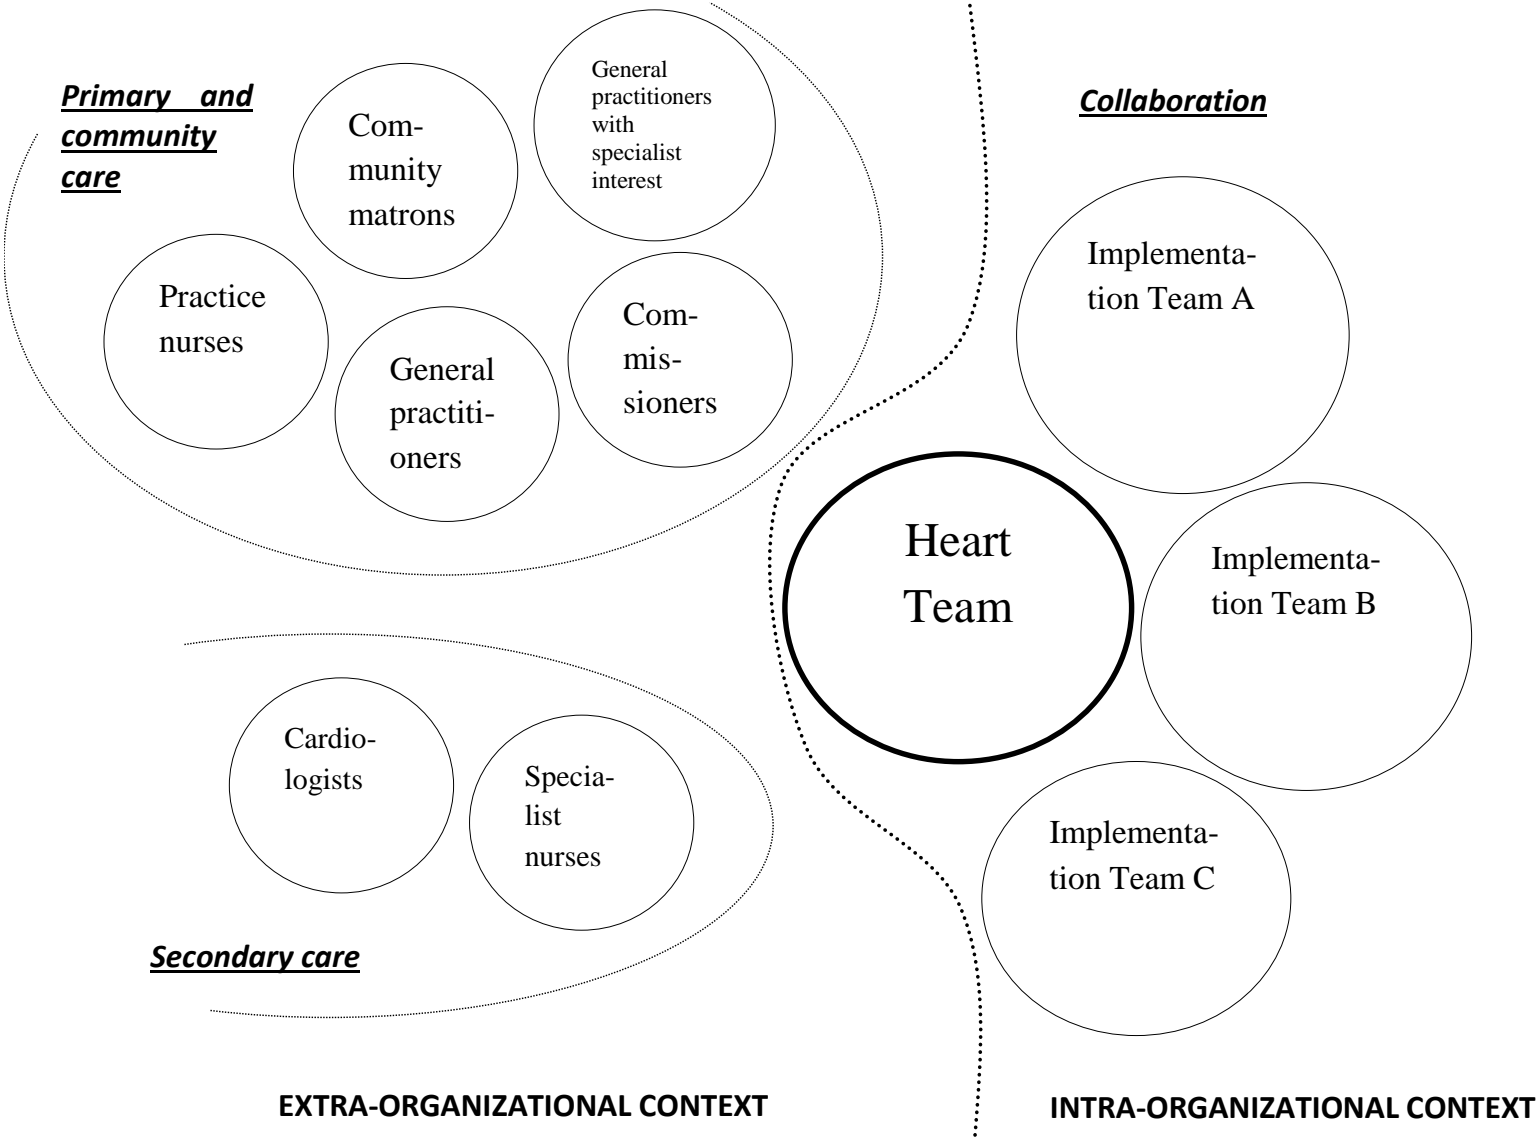 Primary and
community
care
Com-
munity
matrons
General
practitioners
with
specialist
interest
Practice
nurses
General
practiti-
oners
Com-
mis-
sioners
Collaboration
Implementa-
tion Team A
Heart
Team
Implementa-
tion Team B
Implementa-
tion Team C
Cardio-
logists
Specia-
list
nurses
Secondary care
EXTRA-ORGANIZATIONAL CONTEXT
INTRA-ORGANIZATIONAL CONTEXT